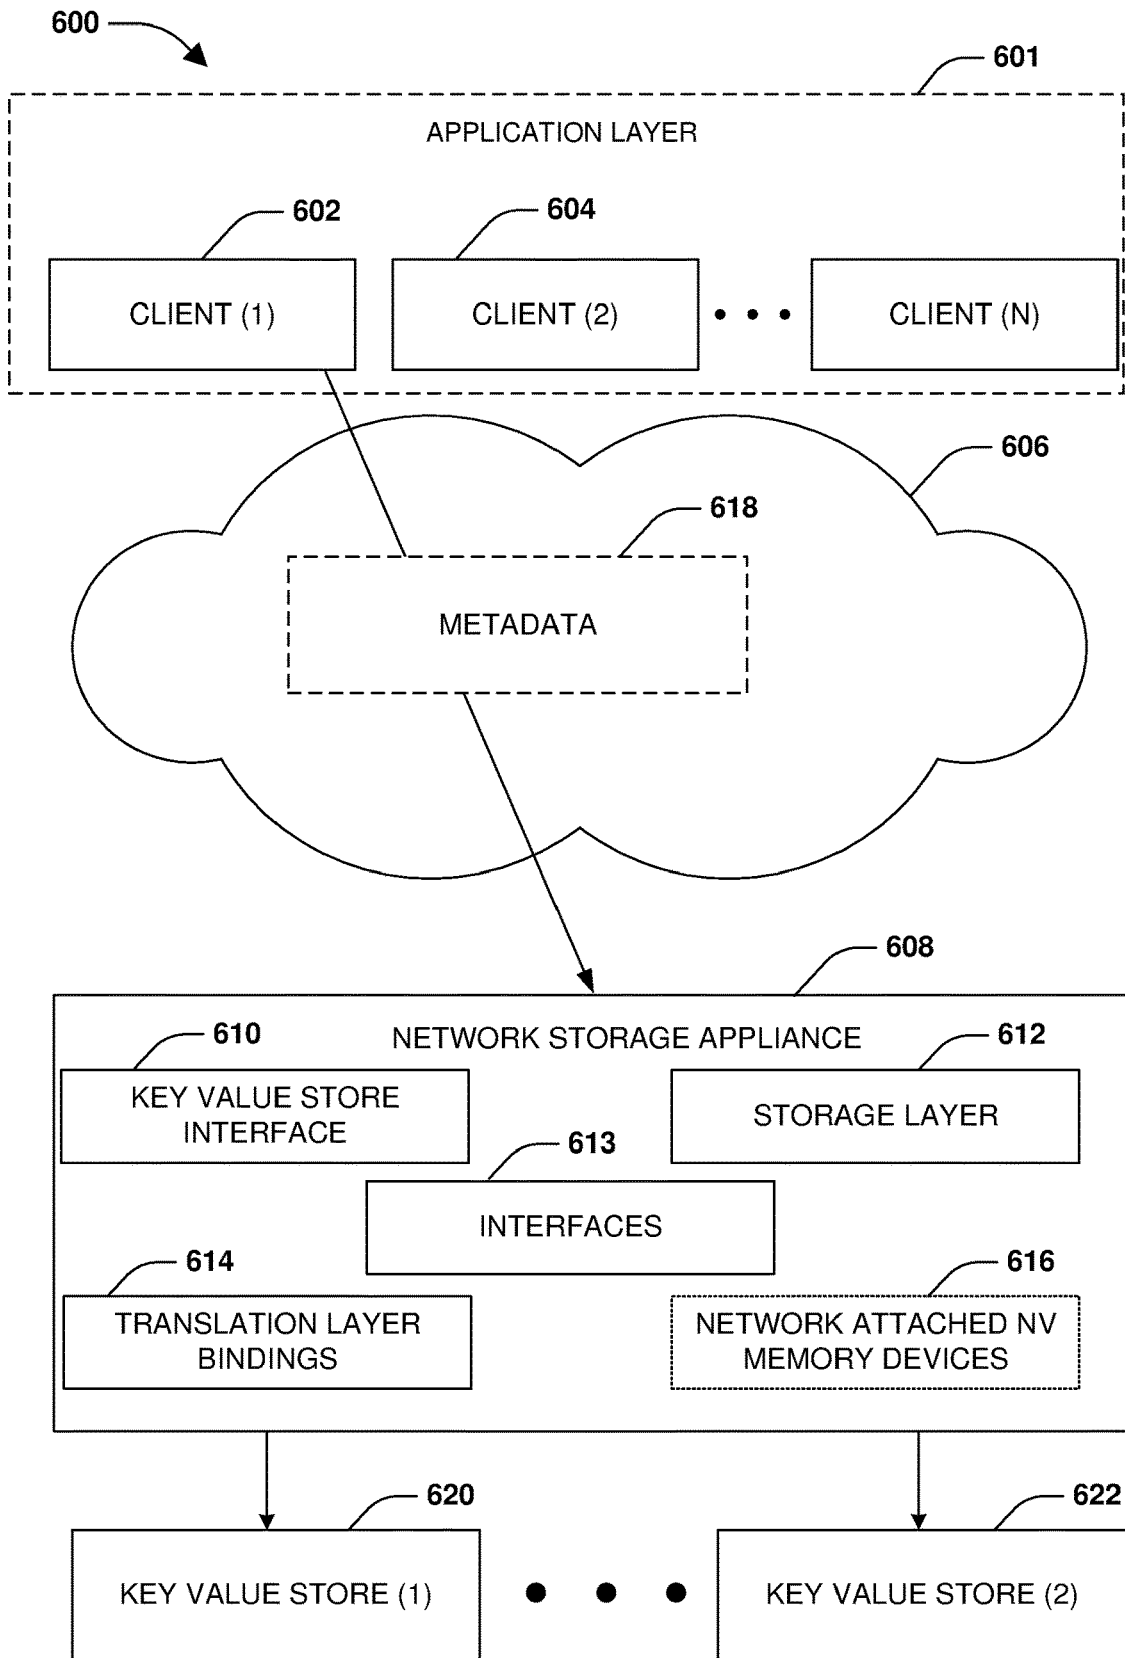 600
601
APPLICATION LAYER
602
604
CLIENT (1)
CLIENT (2)
CLIENT (N)
606
618
METADATA
608
NETWORK STORAGE APPLIANCE
610
612
KEY VALUE STORE
INTERFACE
STORAGE LAYER
613
INTERFACES
614
616
TRANSLATION LAYER
BINDINGS
NETWORK ATTACHED NV
MEMORY DEVICES
620
622
KEY VALUE STORE (1)
KEY VALUE STORE (2)